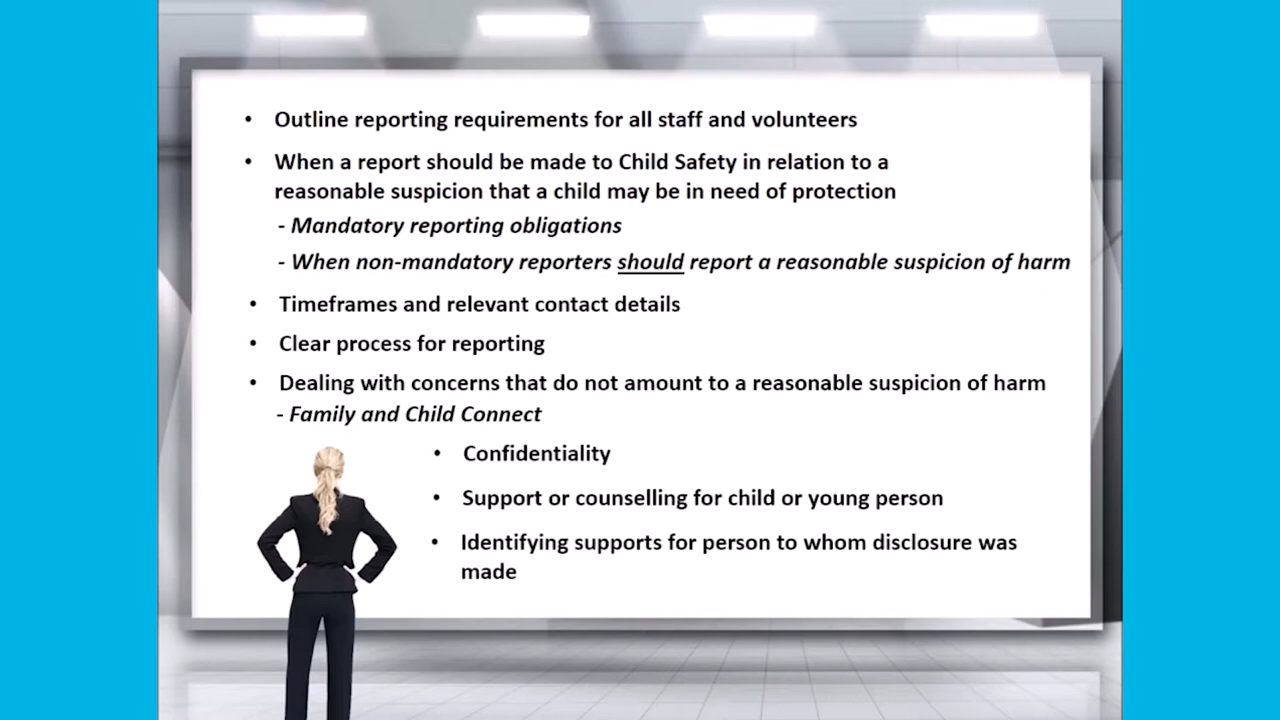 • Outline reporting requirements for all staff and volunteers
• When a report should be made to Child Safety in relation to a
reasonable suspicion that a child may be in need of protection
- Mandatory reporting obligations
- When non-mandatory reporters should report a reasonable suspicion of harm
• Timeframes and relevant contact details
• Clear process for reporting
• Dealing with concerns that do not amount to a reasonable suspicion of harm
- Family and Child Connect
• Confidentiality
• Support or counselling for child or young person
• Identifying supports for person to whom disclosure was
made